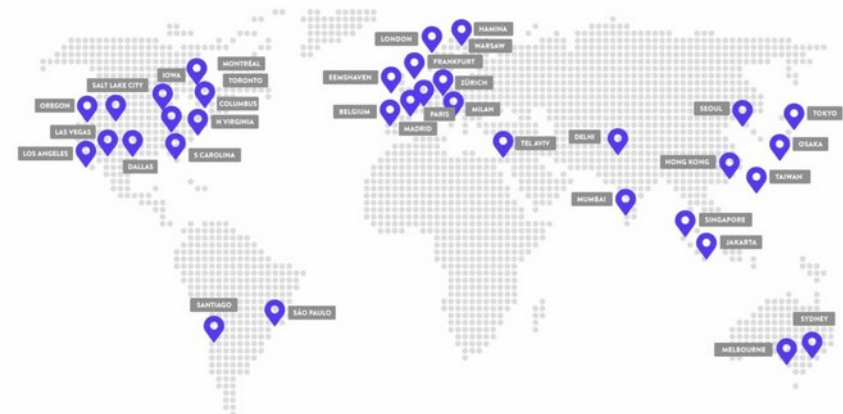 MONTRÉAL
IOWA
TORONTO
SALT LAKE CITY
COLUMBUS
OREGON
N VIRGINIA
LAS VEGAS
LOS ANGELES
DALLAS
S CAROLINA
SANTIAGO
SÃO PAULO
HAMINA
LONDON
WARSAW
FRANKFURT
EEMSHAVEN
ZÜRICH
BELGIUM
PARIS
MILAN
MADRID
TEL AVIV
DELHI
MUMBAI
SEOUL
TOKYO
OSAKA
HONG KONG
TAIWAN
SINGAPORE
JAKARTA
SYDNEY
MELBOURNE